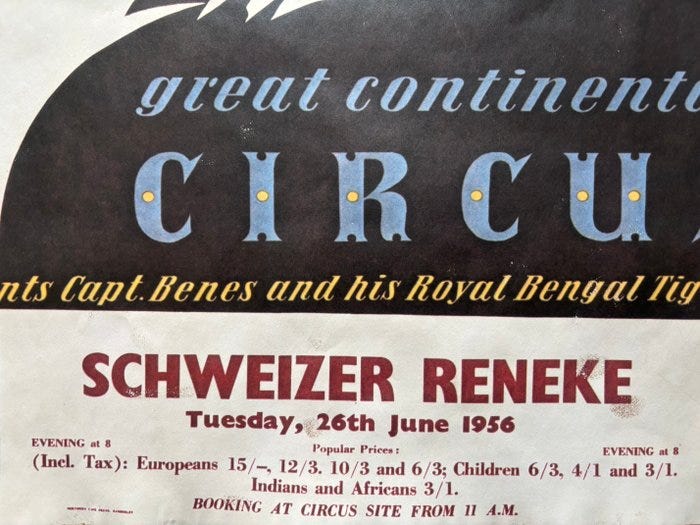 great continent
CIRCU
nts Capt. Benes and his Royal Bengal Tig
SCHWEIZER RENEKE
Tuesday, 26th June 1956
EVENING at 8
Popular Prices:
EVENING at 8
(Incl. Tax): Europeans 15/–, 12/3. 10/3 and 6/3; Children 6/3, 4/1 and 3/1.
Indians and Africans 3/1.
BOOKING AT CIRCUS SITE FROM 11 A.M.